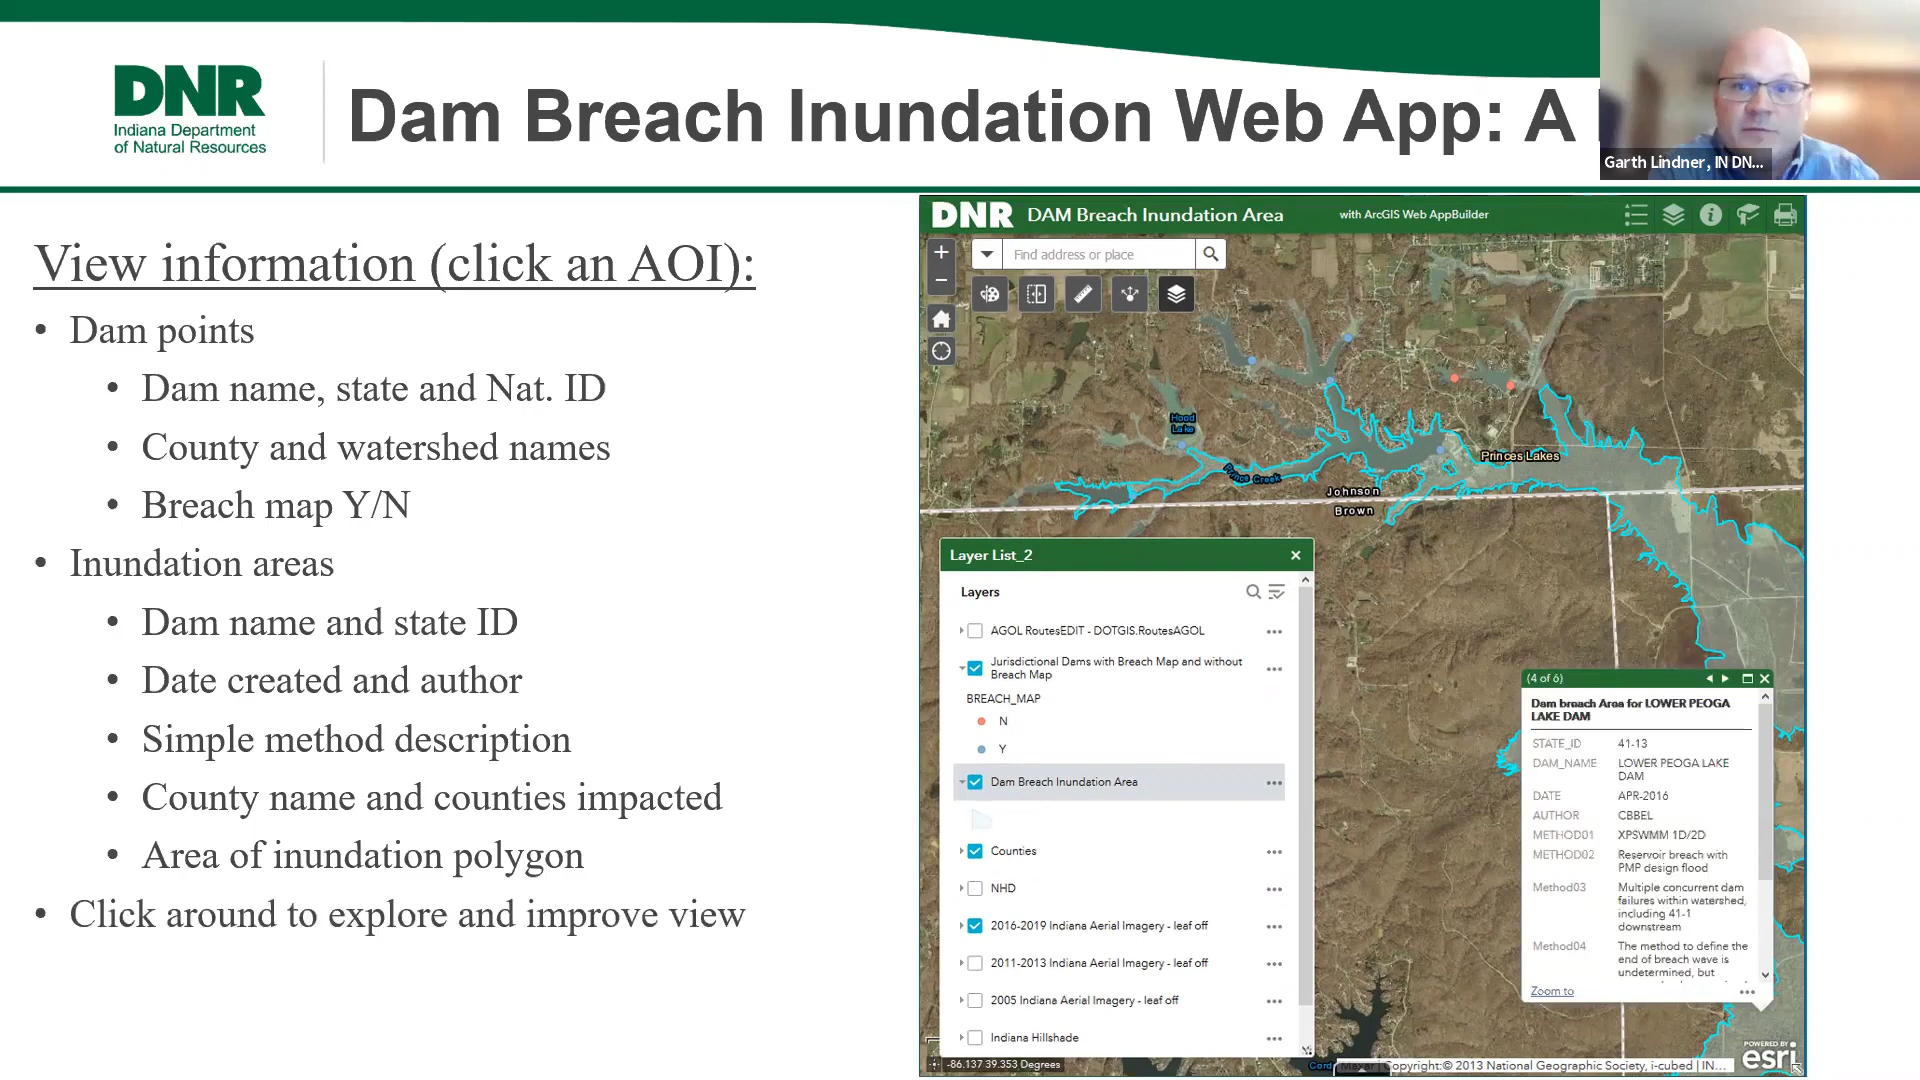 DNR
Indiana Department
of Natural Resources
Dam Breach Inundation Web App: A
Garth Lindner, IN DN...
View information (click an AOI):
• Dam points
• Dam name, state and Nat. ID
• County and watershed names
• Breach map Y/N
• Inundation areas
• Dam name and state ID
• Date created and author
• Simple method description
• County name and counties impacted
• Area of inundation polygon
• Click around to explore and improve view
DNR DAM Breach Inundation Area with ArcGIS Web AppBuilder
Find address or place
Hood
Lake
Prince Creek
Princes Lakes
Johnson
Brown
Layer List_2
Layers
AGOL RoutesEDIT - DOTGIS.RoutesAGOL
Jurisdictional Dams with Breach Map and without
Breach Map
BREACH_MAP
N
Y
Dam Breach Inundation Area
Counties
NHD
2016-2019 Indiana Aerial Imagery - leaf off
2011-2013 Indiana Aerial Imagery - leaf off
2005 Indiana Aerial Imagery - leaf off
Indiana Hillshade
-86.137 39.353 Degrees
(4 of 6)
Dam breach Area for LOWER PEOGA
LAKE DAM
STATE_ID 41-13
DAM_NAME LOWER PEOGA LAKE
DAM
DATE APR-2016
AUTHOR CBBEL
METHOD01 XPSWMM 1D/2D
METHOD02 Reservoir breach with
PMP design flood
Method03 Multiple concurrent dam
failures within watershed,
including 41-1
downstream
Method04 The method to define the
end of breach wave is
undetermined, but
Zoom to
Cord
Maxar | Copyright:© 2013 National Geographic Society, i-cubed | IN...
POWERED BY
esri